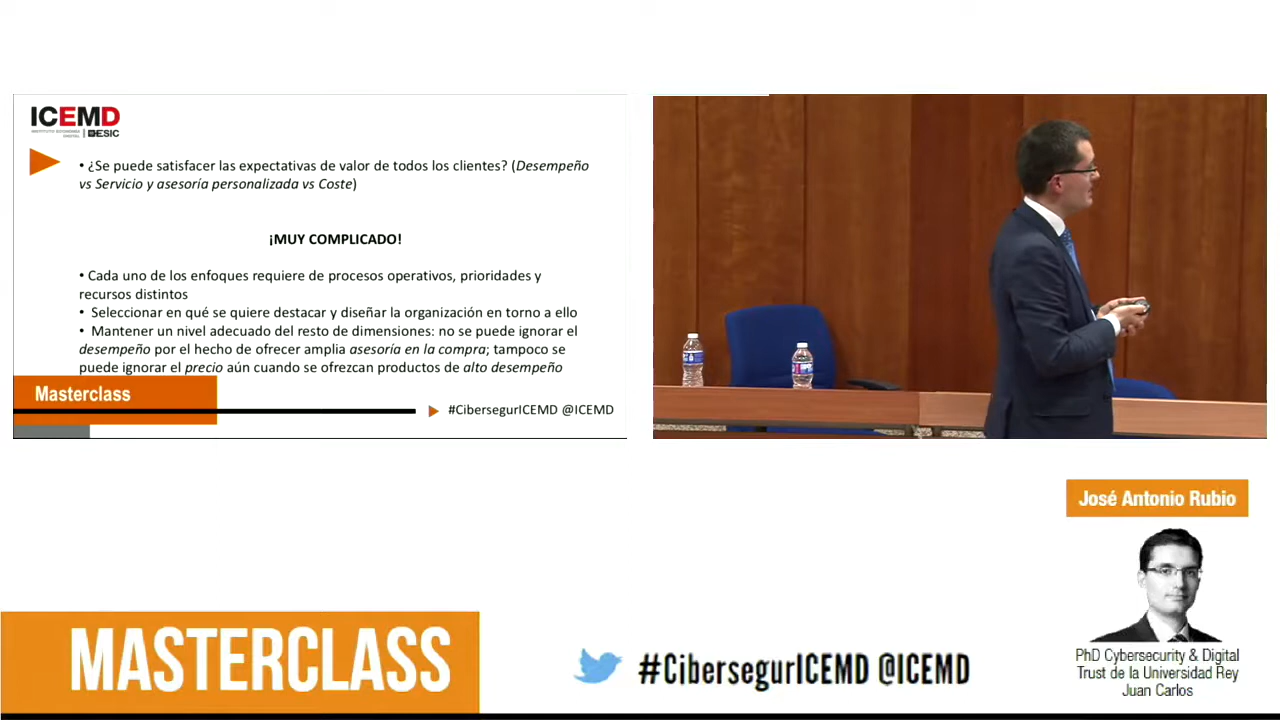 ICEMD
INSTITUTO ECONOMÍA
DIGITAL | ESIC
• ¿Se puede satisfacer las expectativas de valor de todos los clientes? (Desempeño
vs Servicio y asesoría personalizada vs Coste)
¡MUY COMPLICADO!
• Cada uno de los enfoques requiere de procesos operativos, prioridades y
recursos distintos
• Seleccionar en qué se quiere destacar y diseñar la organización en torno a ello
• Mantener un nivel adecuado del resto de dimensiones: no se puede ignorar el
desempeño por el hecho de ofrecer amplia asesoría en la compra; tampoco se
puede ignorar el precio aún cuando se ofrezcan productos de alto desempeño
Masterclass
#CibersegurICEMD @ICEMD
José Antonio Rubio
PhD Cybersecurity & Digital
Trust de la Universidad Rey
Juan Carlos
MASTERCLASS
#CibersegurICEMD @ICEMD